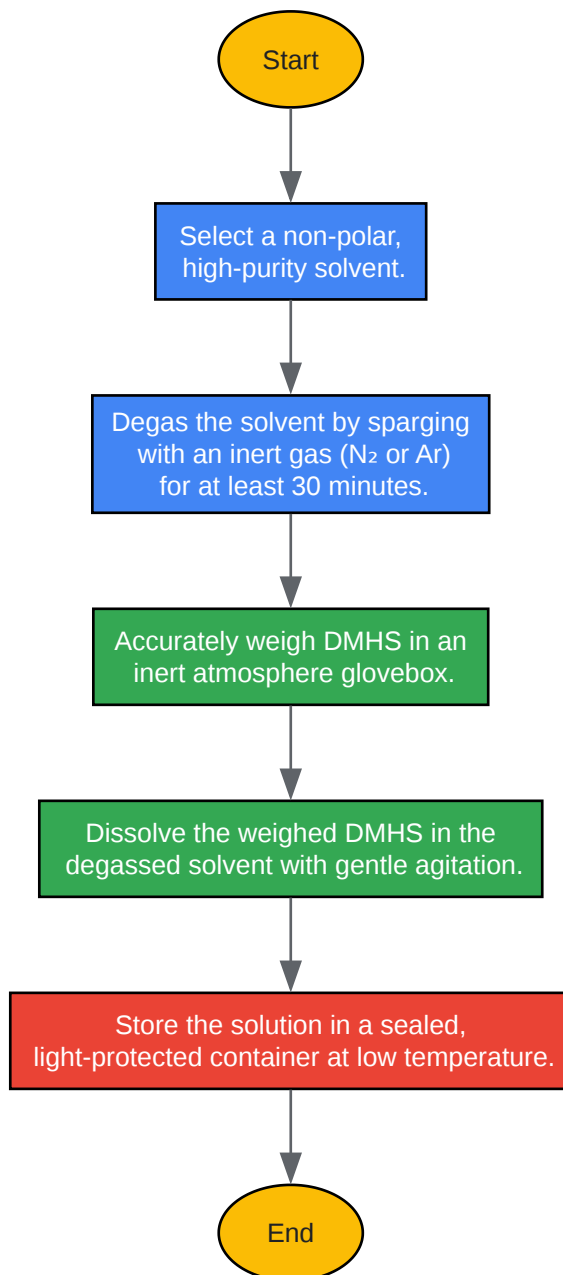 Start
Select a non-polar,
high-purity solvent.
Degas the solvent by sparging
with an inert gas (N₂ or Ar)
for at least 30 minutes.
Accurately weigh DMHS in an
inert atmosphere glovebox.
Dissolve the weighed DMHS in the
degassed solvent with gentle agitation.
Store the solution in a sealed,
light-protected container at low temperature.
End